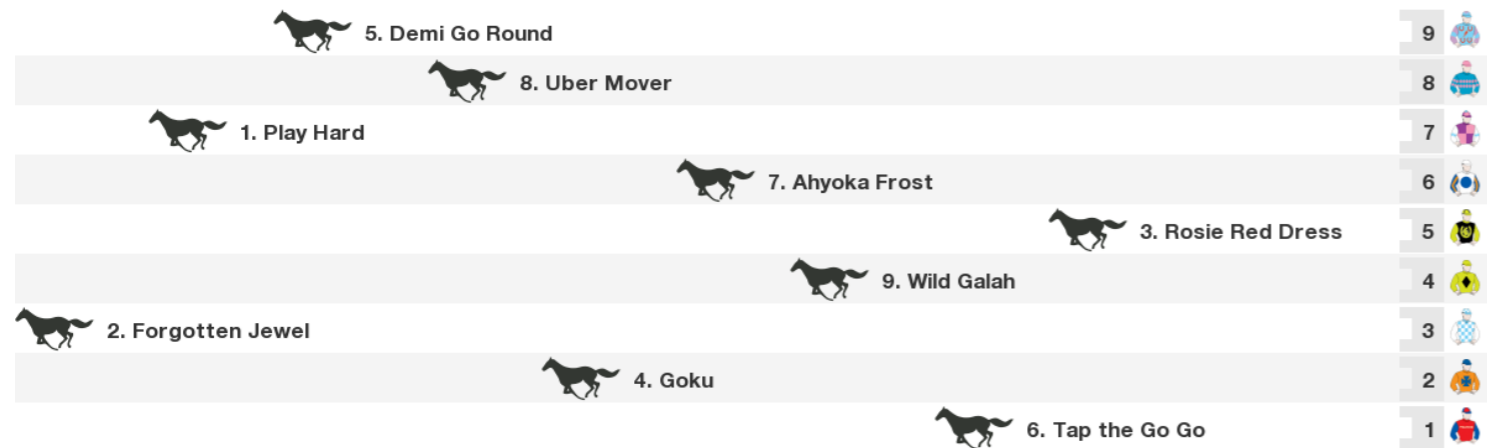 5. Demi Go Round 9
8. Uber Mover 8
1. Play Hard 7
7. Ahyoka Frost 6
3. Rosie Red Dress 5
9. Wild Galah 4
2. Forgotten Jewel 3
4. Goku 2
6. Tap the Go Go 1